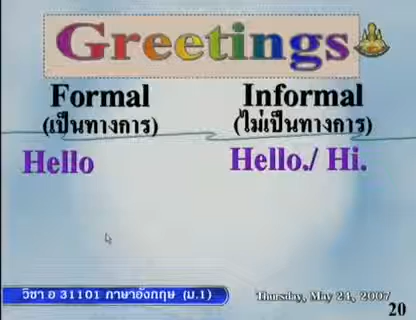 Greetings
Formal Informal
(เป็นทางการ) (ไม่เป็นทางการ)
Hello Hello./ Hi.
วิชา อ 31101 ภาษาอังกฤษ (ม.1) Thursday, May 24, 2007
20